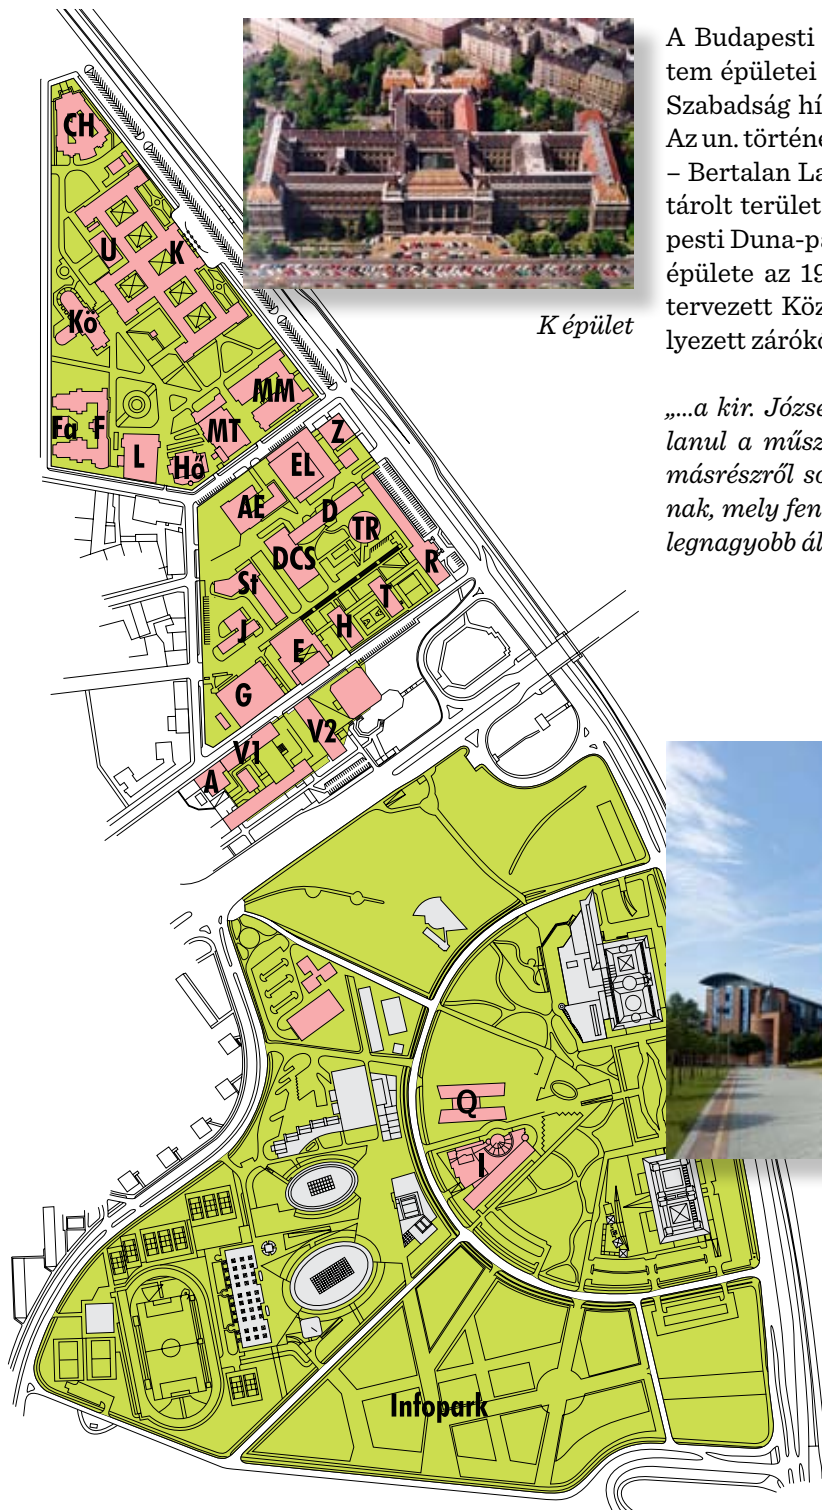 A Budapesti
tem épületei
Szabadság hí
Az un. történe
– Bertalan La
tárolt terület
pesti Duna-pa
épülete az 19
tervezett Köz
lyezett zárókö
„...a kir. Józse
lanul a műsz
másrészről so
nak, mely fen
legnagyobb ál
K épület
CH
U
K
Kö
MM
Fa
F
MT
Z
L
Hő
EL
AE
D
TR
DCS
R
St
T
J
H
E
G
V2
V1
A
Q
I
Infopark